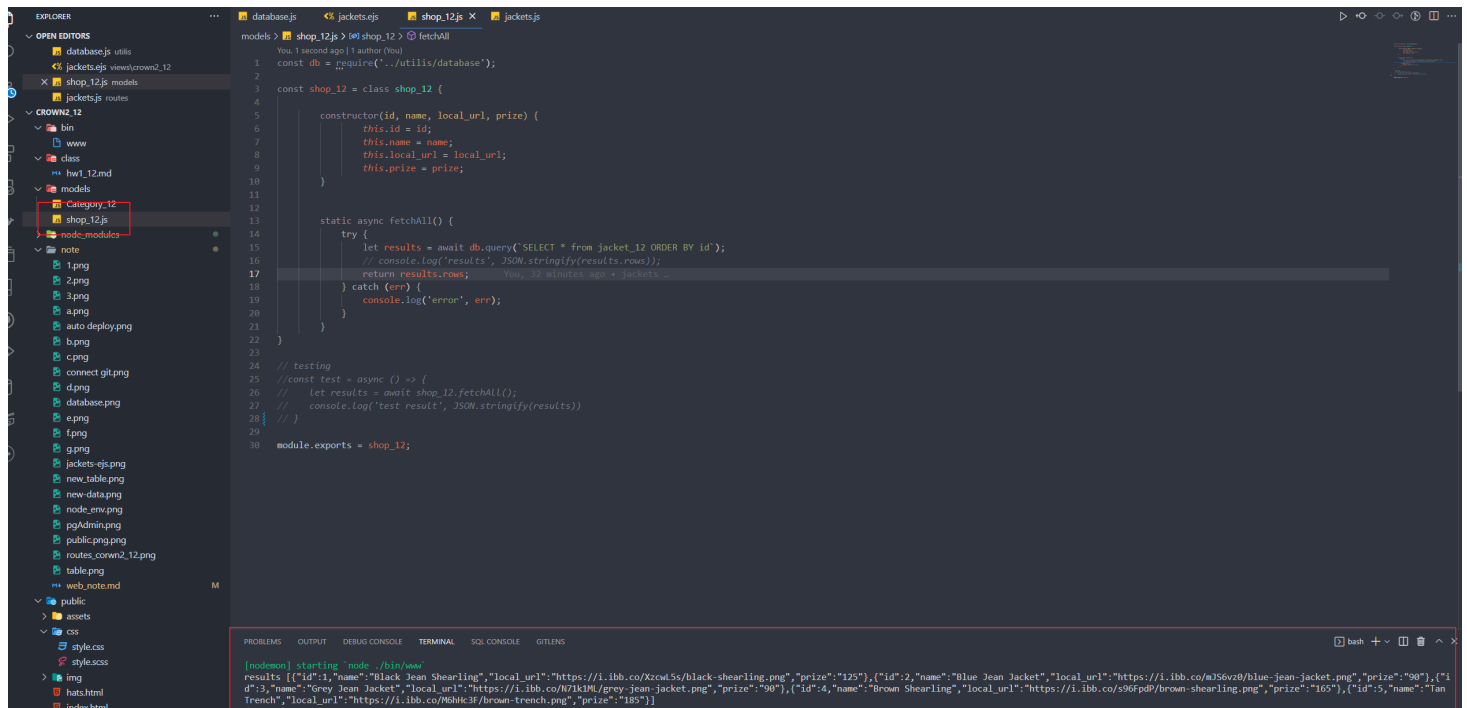 EXPLORER
OPEN EDITORS
database.js utilis
jackets.ejs views\crown2_12
shop_12.js models
jackets.js routes
CROWN2_12
bin
www
class
hw1_12.md
models
Category_12
shop_12.js
node_modules
note
1.png
2.png
3.png
a.png
auto deploy.png
b.png
c.png
connect git.png
d.png
database.png
e.png
f.png
g.png
jackets-ejs.png
new_table.png
new-data.png
node_env.png
pgAdmin.png
public.png.png
routes_corwn2_12.png
table.png
web_note.md M
public
assets
css
style.css
style.scss
img
hats.html
index.html
database.js jackets.ejs shop_12.js jackets.js
models > shop_12.js > shop_12 > fetchAll
You, 1 second ago | 1 author (You)
1 const db = require('../utilis/database');
2
3 const shop_12 = class shop_12 {
4
5 constructor(id, name, local_url, prize) {
6 this.id = id;
7 this.name = name;
8 this.local_url = local_url;
9 this.prize = prize;
10 }
11
12
13 static async fetchAll() {
14 try {
15 let results = await db.query(`SELECT * from jacket_12 ORDER BY id`);
16 // console.log('results', JSON.stringify(results.rows));
17 return results.rows; You, 32 minutes ago • jackets …
18 } catch (err) {
19 console.log('error', err);
20 }
21 }
22 }
23
24 // testing
25 //const test = async () => {
26 // let results = await shop_12.fetchAll();
27 // console.log('test result', JSON.stringify(results))
28 // }
29
30 module.exports = shop_12;
PROBLEMS OUTPUT DEBUG CONSOLE TERMINAL SQL CONSOLE GITLENS
bash
[nodemon] starting `node ./bin/www`
results [{"id":1,"name":"Black Jean Shearling","local_url":"https://i.ibb.co/XzcwL5s/black-shearling.png","prize":"125"},{"id":2,"name":"Blue Jean Jacket","local_url":"https://i.ibb.co/mJS6vz0/blue-jean-jacket.png","prize":"90"},{"i
d":3,"name":"Grey Jean Jacket","local_url":"https://i.ibb.co/N71k1ML/grey-jean-jacket.png","prize":"90"},{"id":4,"name":"Brown Shearling","local_url":"https://i.ibb.co/s96FpdP/brown-shearling.png","prize":"165"},{"id":5,"name":"Tan
Trench","local_url":"https://i.ibb.co/M6hHc3F/brown-trench.png","prize":"185"}]